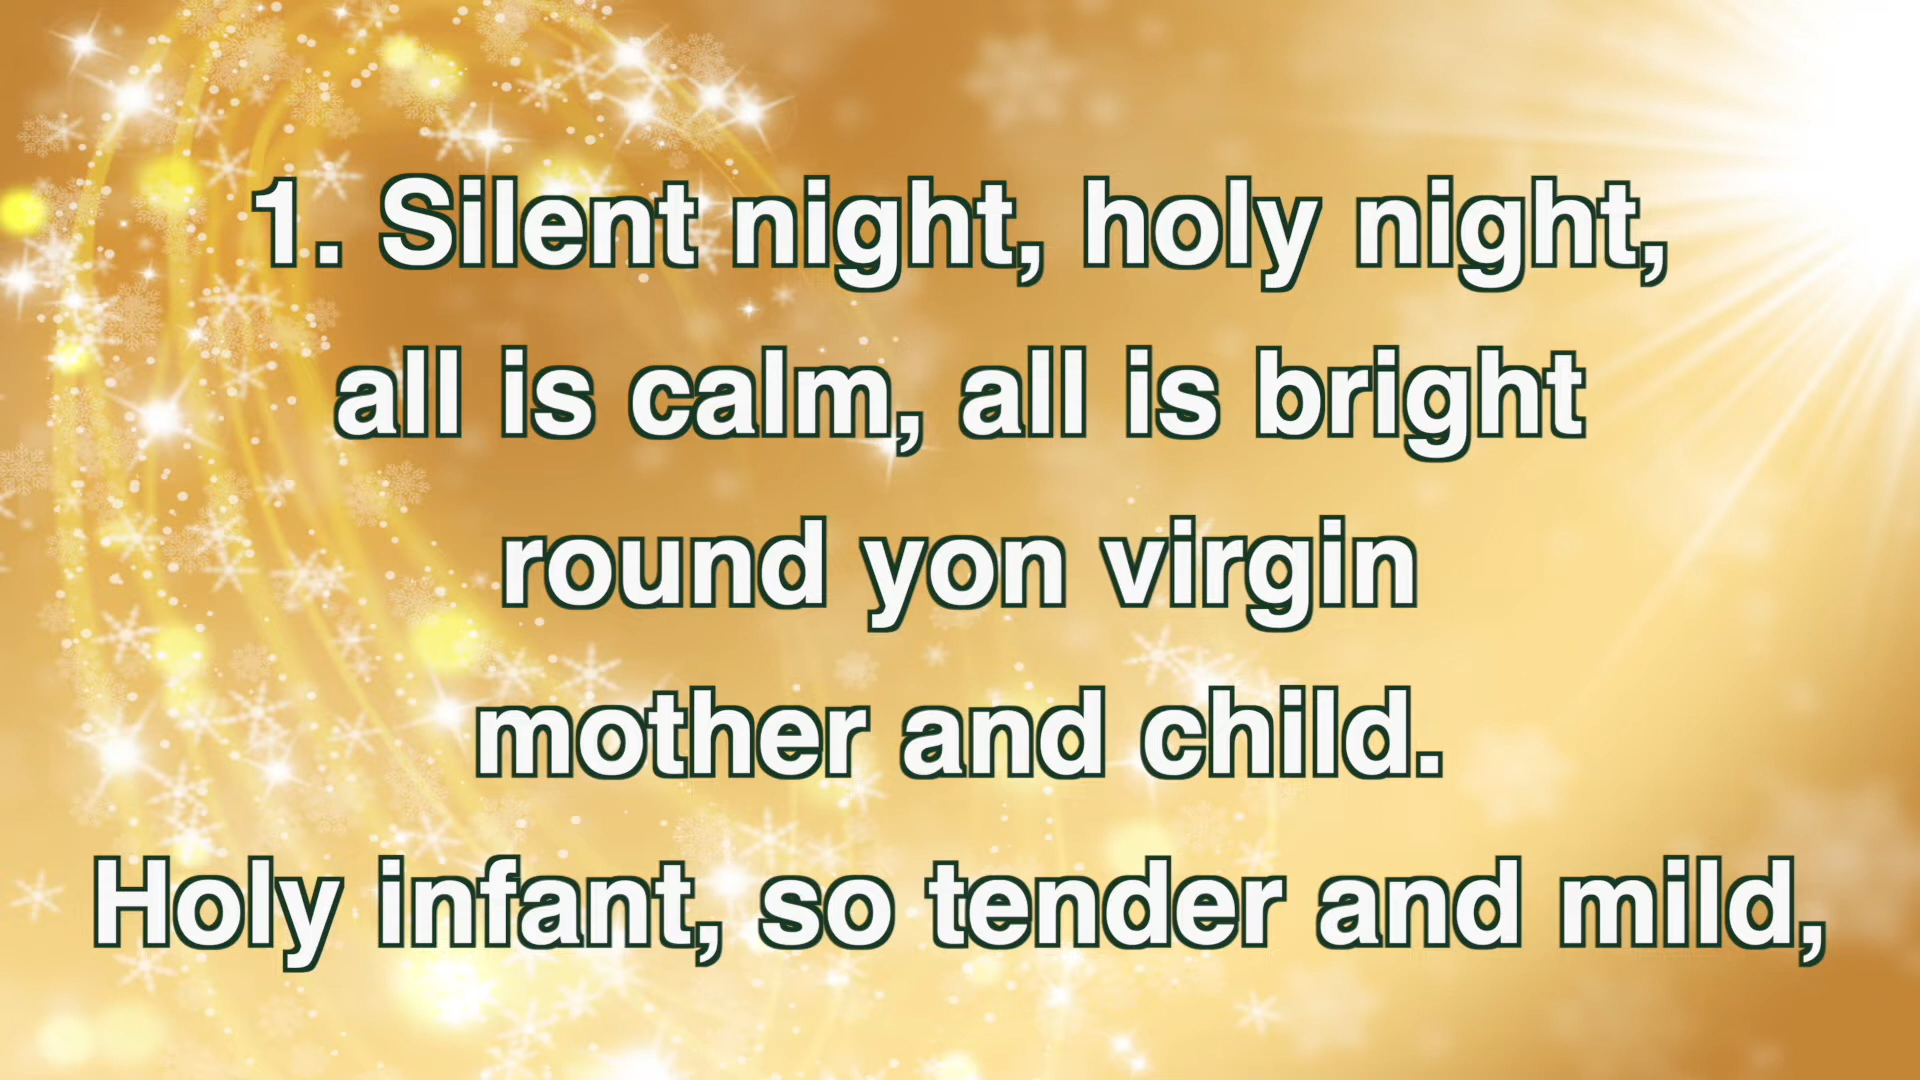 1. Silent night, holy night,
all is calm, all is bright
round yon virgin
mother and child.
Holy infant, so tender and mild,